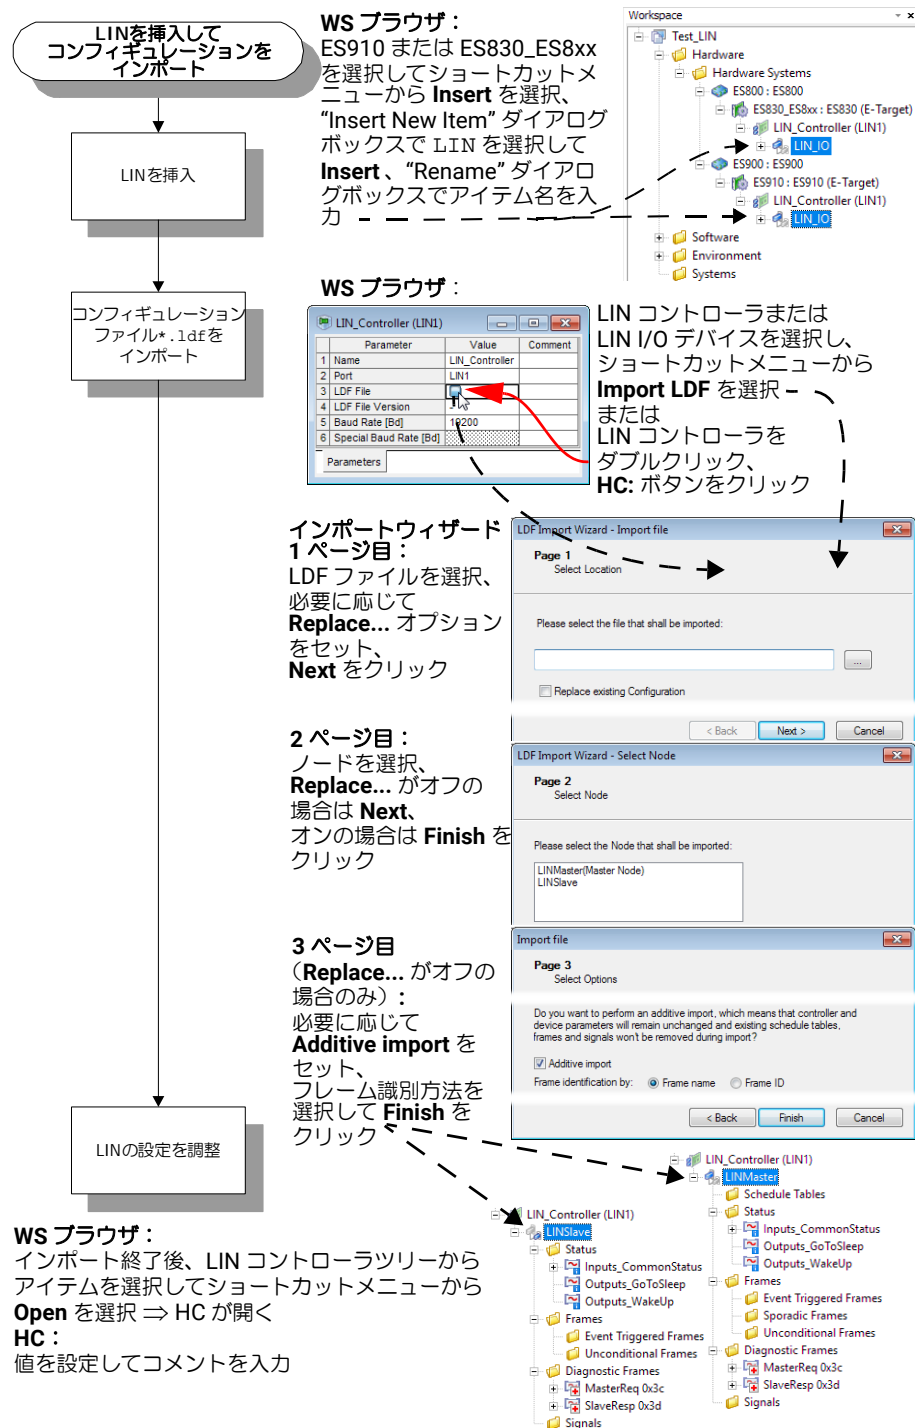 LINを挿入して
コンフィギュレーションを
インポート
LINを挿入
コンフィギュレーション
ファイル*.ldfを
インポート
LINの設定を調整
WS ブラウザ：
ES910 または ES830_ES8xx
を選択してショートカットメ
ニューから Insert を選択、
“Insert New Item” ダイアログ
ボックスで LIN を選択して
Insert 、“Rename” ダイアロ
グボックスでアイテム名を入
力
Workspace
Test_LIN
Hardware
Hardware Systems
ES800 : ES800
ES830_ES8xx : ES830 (E-Target)
LIN_Controller (LIN1)
LIN_IO
ES900 : ES900
ES910 : ES910 (E-Target)
LIN_Controller (LIN1)
LIN_IO
Software
Environment
Systems
WS ブラウザ：
LIN_Controller (LIN1)
Parameter Value Comment
1 Name LIN_Controller
2 Port LIN1
3 LDF File
4 LDF File Version -
5 Baud Rate [Bd] 19200
6 Special Baud Rate [Bd]
Parameters
LIN コントローラまたは
LIN I/O デバイスを選択し、
ショートカットメニューから
Import LDF を選択
または
LIN コントローラを
ダブルクリック、
HC: ボタンをクリック
インポートウィザード
1 ページ目：
LDF ファイルを選択、
必要に応じて
Replace... オプション
をセット、
Next をクリック
LDF Import Wizard - Import file
Page 1
Select Location
Please select the file that shall be imported:
...
Replace existing Configuration
< Back Next > Cancel
2 ページ目：
ノードを選択、
Replace... がオフの
場合は Next、
オンの場合は Finish を
クリック
LDF Import Wizard - Select Node
Page 2
Select Node
Please select the Node that shall be imported:
LINMaster(Master Node)
LINSlave
3 ページ目
（Replace... がオフの
場合のみ）:
必要に応じて
Additive import を
セット、
フレーム識別方法を
選択して Finish を
クリック
Import file
Page 3
Select Options
Do you want to perform an additive import, which means that controller and
device parameters will remain unchanged and existing schedule tables,
frames and signals won't be removed during import?
Additive import
Frame identification by: Frame name Frame ID
< Back Finish Cancel
LIN_Controller (LIN1)
LINSlave
Status
Inputs_CommonStatus
Outputs_GoToSleep
Outputs_WakeUp
Frames
Event Triggered Frames
Unconditional Frames
Diagnostic Frames
MasterReq 0x3c
SlaveResp 0x3d
Signals
LIN_Controller (LIN1)
LINMaster
Schedule Tables
Status
Inputs_CommonStatus
Outputs_GoToSleep
Outputs_WakeUp
Frames
Event Triggered Frames
Sporadic Frames
Unconditional Frames
Diagnostic Frames
MasterReq 0x3c
SlaveResp 0x3d
Signals
WS ブラウザ：
インポート終了後、LIN コントローラツリーから
アイテムを選択してショートカットメニューから
Open を選択 ⇒ HC が開く
HC：
値を設定してコメントを入力